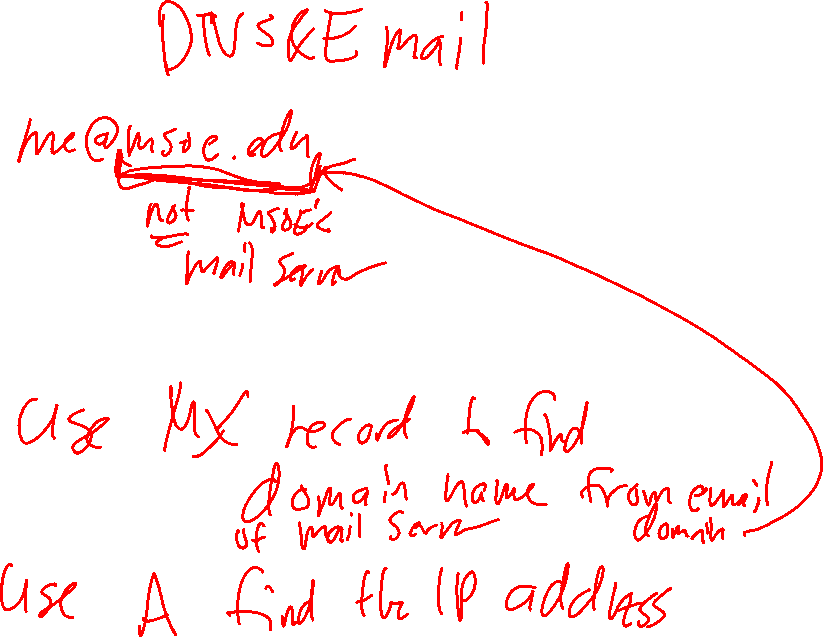 DNS & Email
me@msoe.edu
not MSOE's
mail Server
Use MX record to find
domain name from email
of mail Server domain
Use A find the IP address